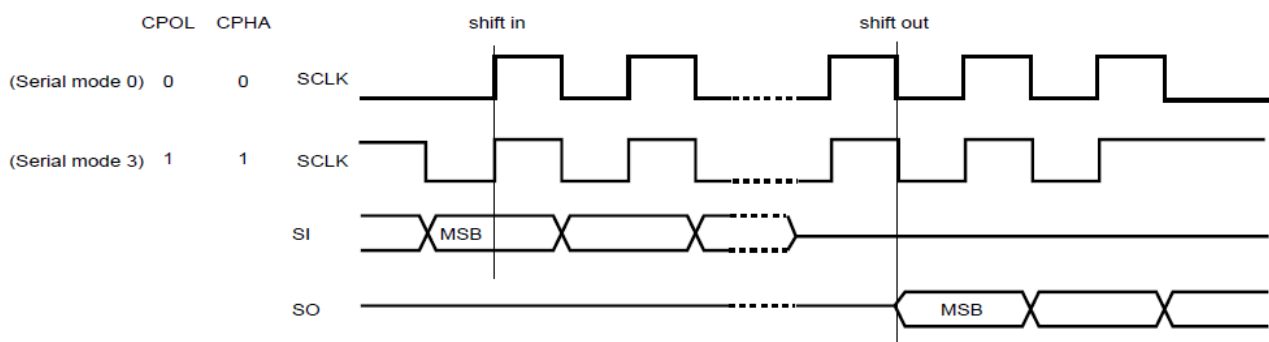 CPOL CPHA shift in shift out
(Serial mode 0) 0 0 SCLK
(Serial mode 3) 1 1 SCLK
SI MSB
SO MSB